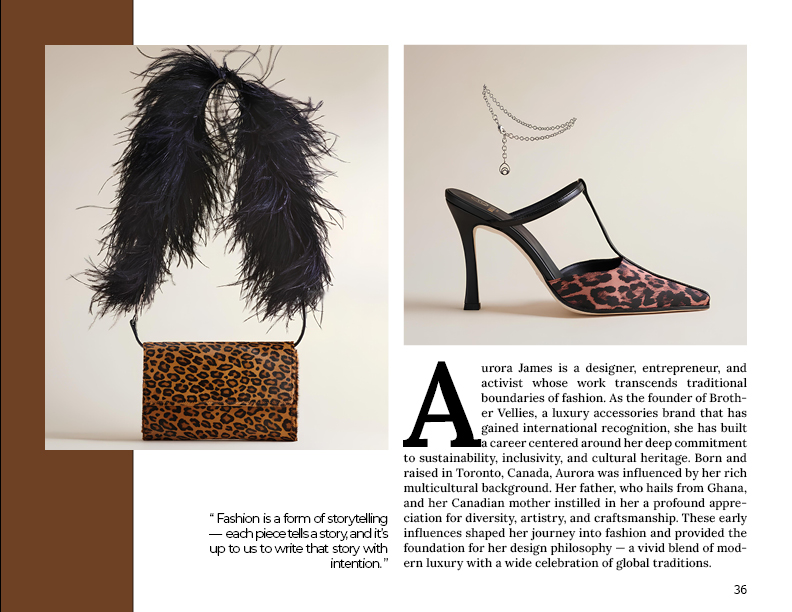 Aurora James is a designer, entrepreneur, and
activist whose work transcends traditional
boundaries of fashion. As the founder of Broth-
er Vellies, a luxury accessories brand that has
gained international recognition, she has built
a career centered around her deep commitment
to sustainability, inclusivity, and cultural heritage. Born and
raised in Toronto, Canada, Aurora was influenced by her rich
multicultural background. Her father, who hails from Ghana,
and her Canadian mother instilled in her a profound appre-
ciation for diversity, artistry, and craftsmanship. These early
influences shaped her journey into fashion and provided the
foundation for her design philosophy — a vivid blend of mod-
ern luxury with a wide celebration of global traditions.
“ Fashion is a form of storytelling
— each piece tells a story, and it’s
up to us to write that story with
intention. ”
36